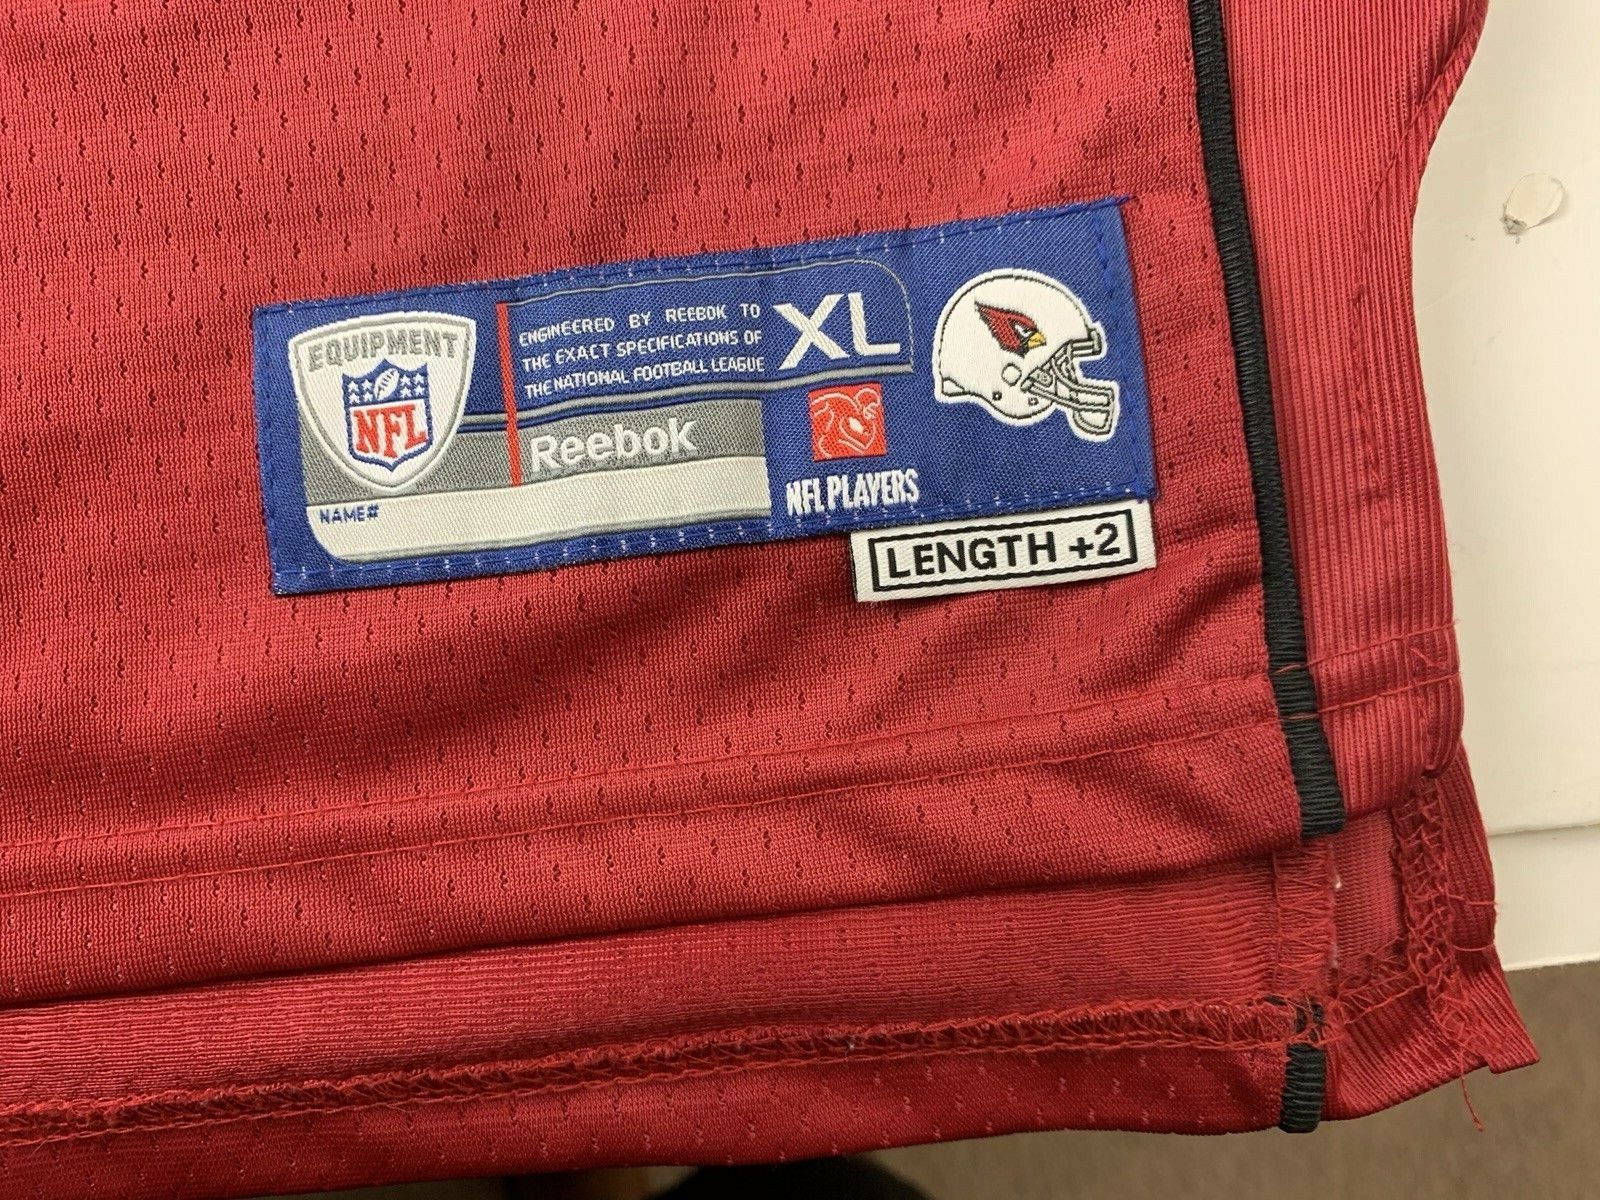 EQUIPMENT
NFL
ENGINEERED BY REEBOK TO
THE EXACT SPECIFICATIONS OF
THE NATIONAL FOOTBALL LEAGUE
XL
Reebok
NAME#
NFL PLAYERS
LENGTH +2